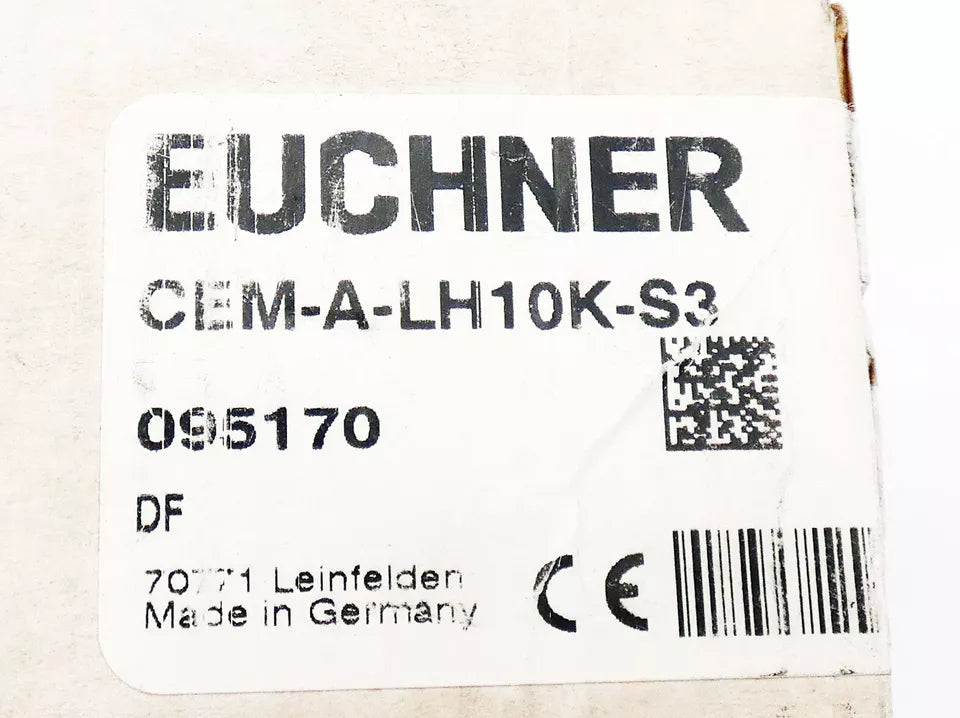 EUCHNER
CEM-A-LH10K-S3
095170
DF
70771 Leinfelden
Made in Germany
CE